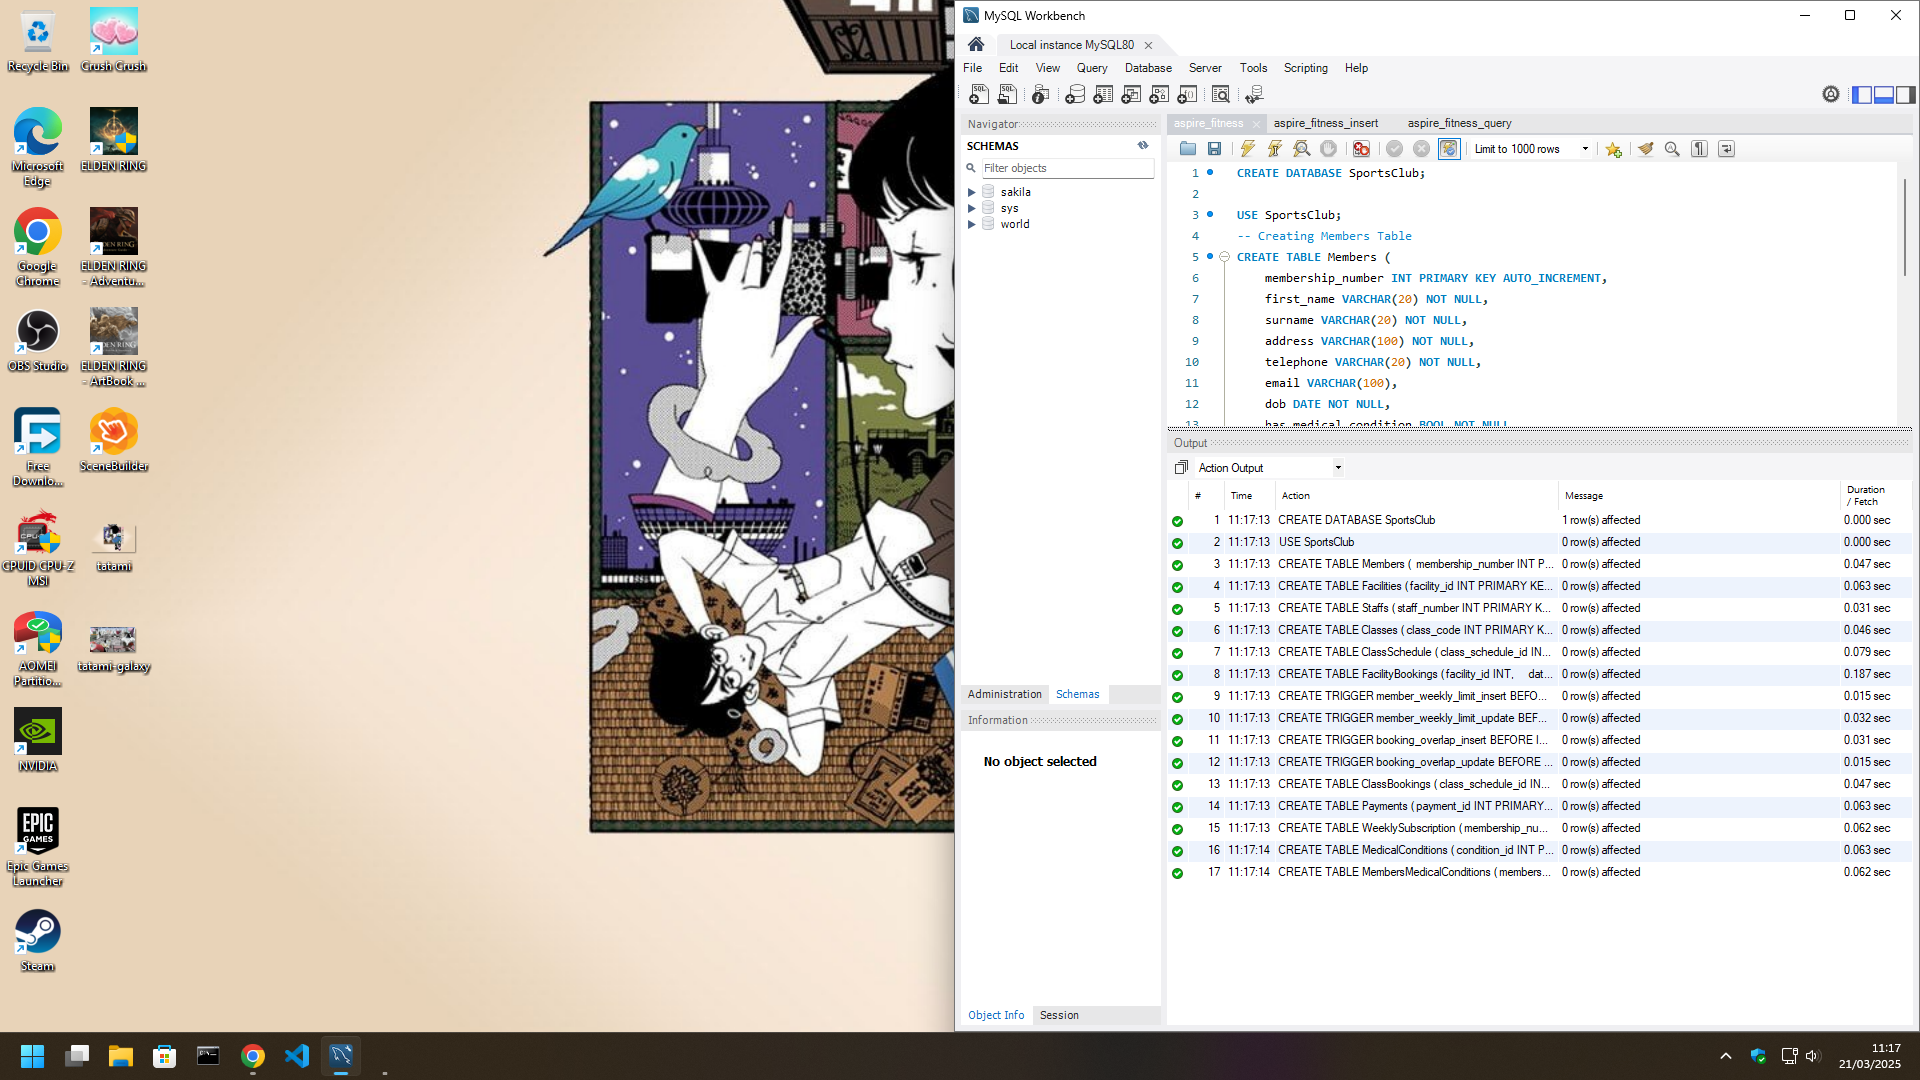 Recycle Bin
Crush Crush
Microsoft Edge
ELDEN RING
Google Chrome
ELDEN RING - Adventu...
OBS Studio
ELDEN RING - ArtBook ...
Free Downlo...
SceneBuilder
CPUID CPU-Z MSI
tatami
AOMEI Partitio...
tatami-galaxy
NVIDIA
Epic Games Launcher
Steam
MySQL Workbench
Local instance MySQL80
File Edit View Query Database Server Tools Scripting Help
Navigator
SCHEMAS
Filter objects
sakila
sys
world
Administration Schemas
Information
No object selected
Object Info Session
aspire_fitness aspire_fitness_insert aspire_fitness_query
Limit to 1000 rows
1 CREATE DATABASE SportsClub;
2
3 USE SportsClub;
4 -- Creating Members Table
5 CREATE TABLE Members (
6 membership_number INT PRIMARY KEY AUTO_INCREMENT,
7 first_name VARCHAR(20) NOT NULL,
8 surname VARCHAR(20) NOT NULL,
9 address VARCHAR(100) NOT NULL,
10 telephone VARCHAR(20) NOT NULL,
11 email VARCHAR(100),
12 dob DATE NOT NULL,
13 has_medical_condition BOOL NOT NULL
Output
Action Output
# Time Action Message Duration / Fetch
1 11:17:13 CREATE DATABASE SportsClub 1 row(s) affected 0.000 sec
2 11:17:13 USE SportsClub 0 row(s) affected 0.000 sec
3 11:17:13 CREATE TABLE Members ( membership_number INT P... 0 row(s) affected 0.047 sec
4 11:17:13 CREATE TABLE Facilities ( facility_id INT PRIMARY KE... 0 row(s) affected 0.063 sec
5 11:17:13 CREATE TABLE Staffs ( staff_number INT PRIMARY K... 0 row(s) affected 0.031 sec
6 11:17:13 CREATE TABLE Classes ( class_code INT PRIMARY K... 0 row(s) affected 0.046 sec
7 11:17:13 CREATE TABLE ClassSchedule ( class_schedule_id IN... 0 row(s) affected 0.079 sec
8 11:17:13 CREATE TABLE FacilityBookings ( facility_id INT, dat... 0 row(s) affected 0.187 sec
9 11:17:13 CREATE TRIGGER member_weekly_limit_insert BEFO... 0 row(s) affected 0.015 sec
10 11:17:13 CREATE TRIGGER member_weekly_limit_update BEF... 0 row(s) affected 0.032 sec
11 11:17:13 CREATE TRIGGER booking_overlap_insert BEFORE I... 0 row(s) affected 0.031 sec
12 11:17:13 CREATE TRIGGER booking_overlap_update BEFORE ... 0 row(s) affected 0.015 sec
13 11:17:13 CREATE TABLE ClassBookings ( class_schedule_id IN... 0 row(s) affected 0.047 sec
14 11:17:13 CREATE TABLE Payments ( payment_id INT PRIMARY... 0 row(s) affected 0.063 sec
15 11:17:13 CREATE TABLE WeeklySubscription ( membership_nu... 0 row(s) affected 0.062 sec
16 11:17:14 CREATE TABLE MedicalConditions ( condition_id INT P... 0 row(s) affected 0.063 sec
17 11:17:14 CREATE TABLE MembersMedicalConditions ( members... 0 row(s) affected 0.062 sec
11:17
21/03/2025